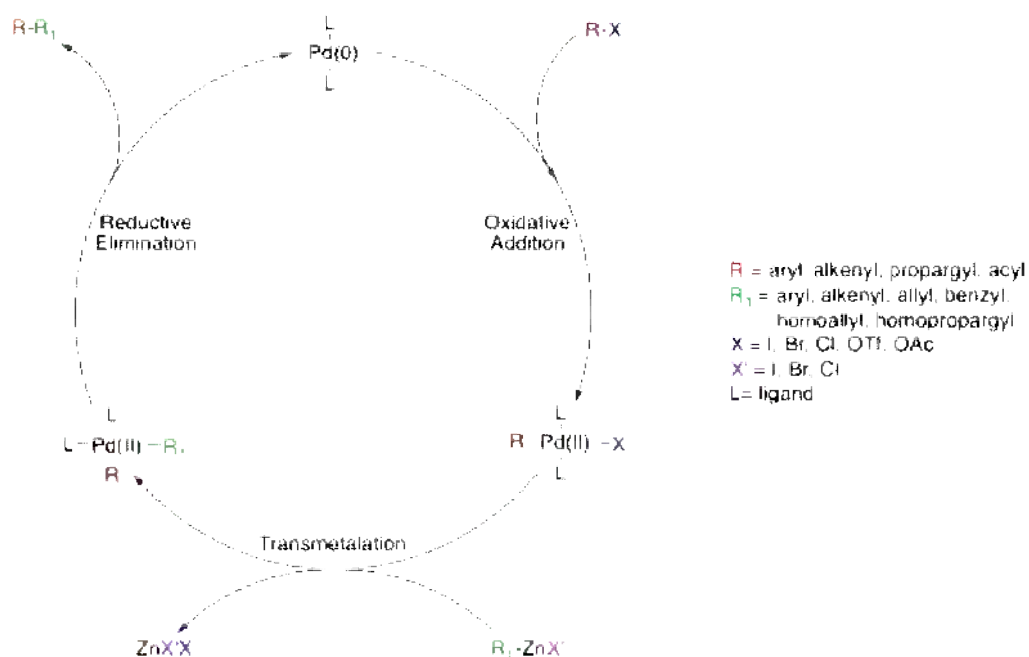 R-R₁
L
Pd(0)
L
R-X
Reductive
Elimination
Oxidative
Addition
R = aryl, alkenyl, propargyl, acyl
R₁ = aryl, alkenyl, allyl, benzyl,
homoallyl, homopropargyl
X = I, Br, Cl, OTf, OAc
X' = I, Br, Cl
L= ligand
L
L-Pd(II)-R₁
R
L
R Pd(II) -X
L
Transmetalation
ZnX'X
R₁-ZnX'